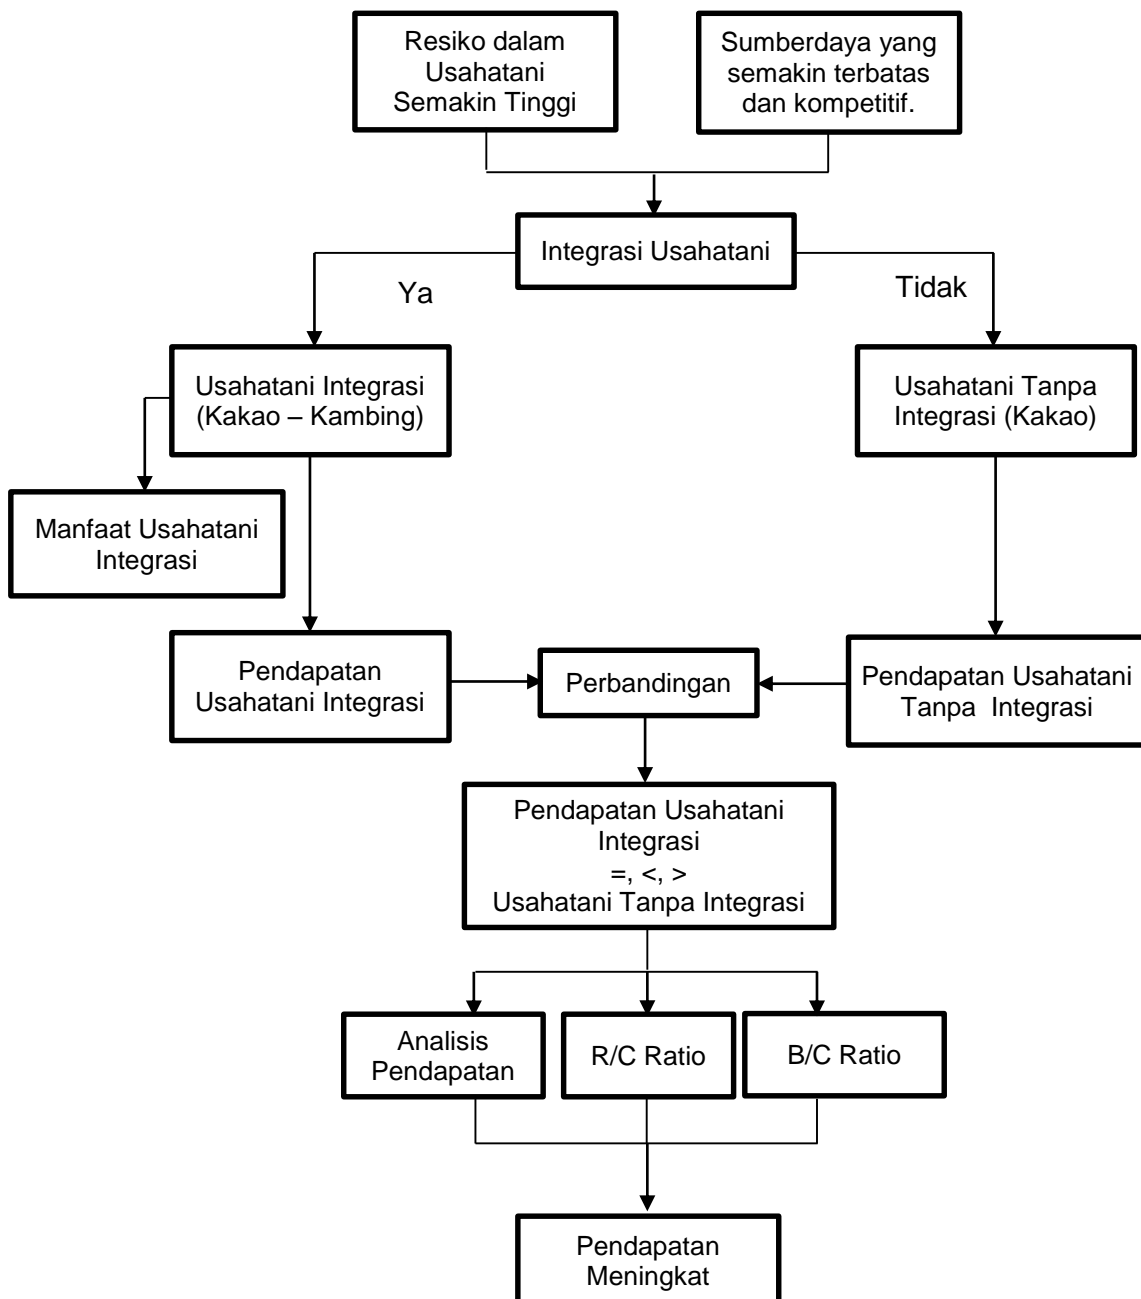 Resiko dalam
Usahatani
Semakin Tinggi
Sumberdaya yang
semakin terbatas
dan kompetitif.
Integrasi Usahatani
Ya
Tidak
Usahatani Integrasi
(Kakao – Kambing)
Usahatani Tanpa
Integrasi (Kakao)
Manfaat Usahatani
Integrasi
Pendapatan
Usahatani Integrasi
Perbandingan
Pendapatan Usahatani
Tanpa  Integrasi
Pendapatan Usahatani
Integrasi
=, <, >
Usahatani Tanpa Integrasi
Analisis
Pendapatan
R/C Ratio
B/C Ratio
Pendapatan
Meningkat